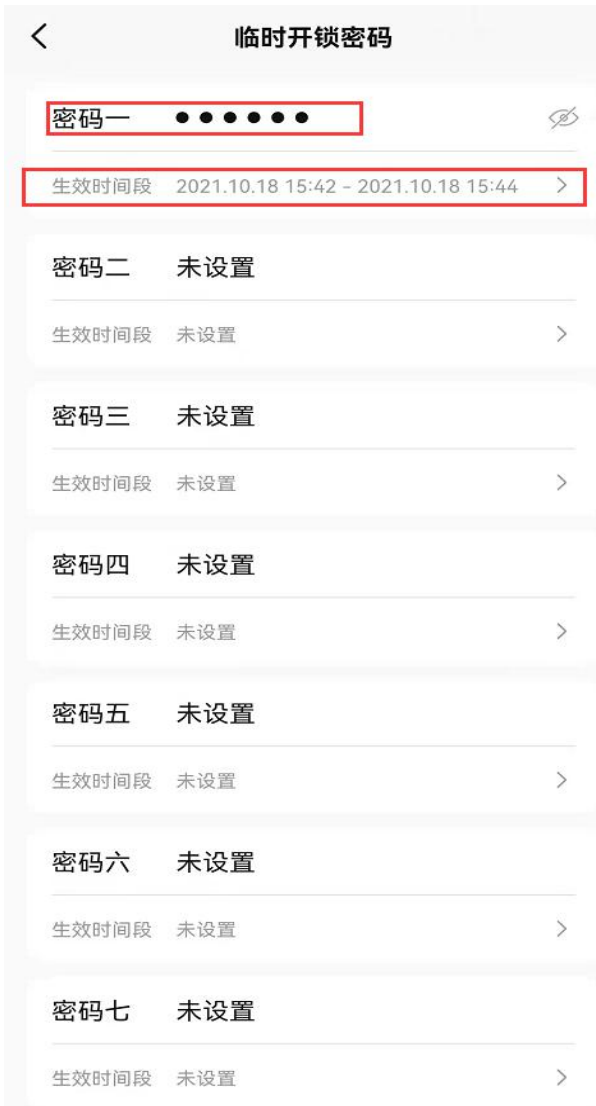 临时开锁密码
密码一 ●●●●●●
生效时间段 2021.10.18 15:42 - 2021.10.18 15:44
密码二 未设置
生效时间段 未设置
密码三 未设置
生效时间段 未设置
密码四 未设置
生效时间段 未设置
密码五 未设置
生效时间段 未设置
密码六 未设置
生效时间段 未设置
密码七 未设置
生效时间段 未设置